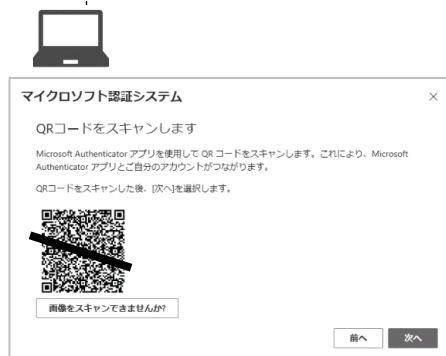 マイクロソフト認証システム
QRコードをスキャンします
Microsoft Authenticator アプリを使用して QR コードをスキャンします。これにより、Microsoft
Authenticator アプリとご自分のアカウントがつながります。
QRコードをスキャンした後、[次へ]を選択します。
画像をスキャンできませんか?
前へ
次へ